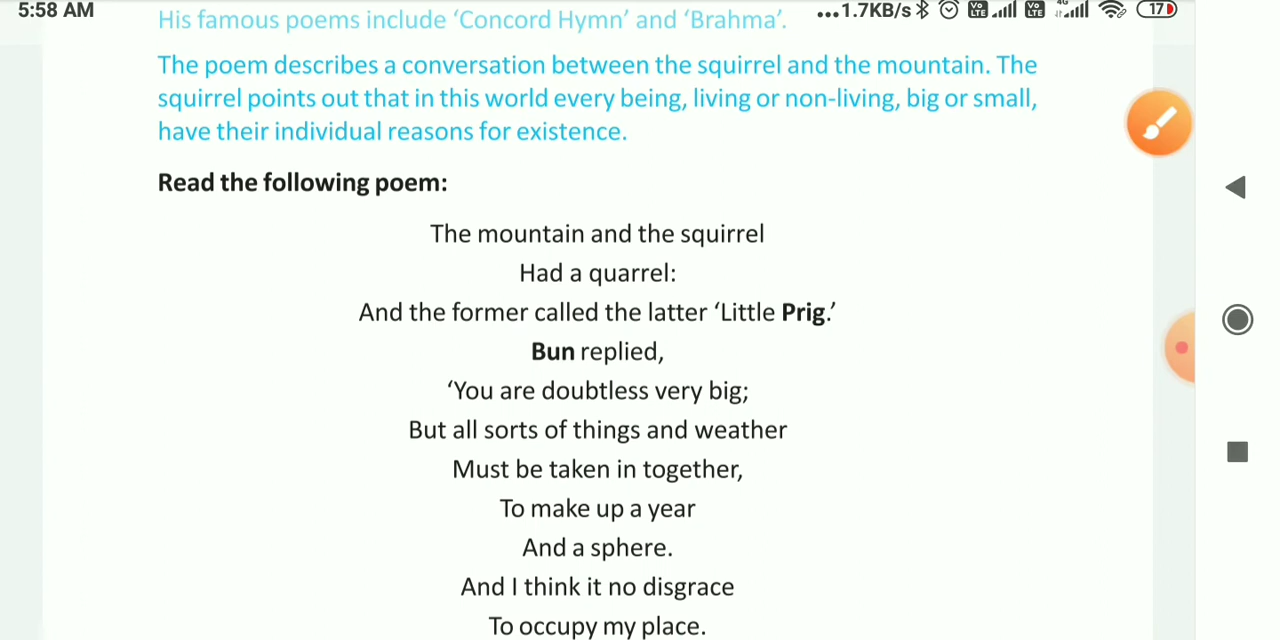 5:58 AM
...1.7KB/s Vo LTE Vo LTE 4G 17
His famous poems include ‘Concord Hymn’ and ‘Brahma’.
The poem describes a conversation between the squirrel and the mountain. The
squirrel points out that in this world every being, living or non-living, big or small,
have their individual reasons for existence.
Read the following poem:
The mountain and the squirrel
Had a quarrel:
And the former called the latter ‘Little Prig.’
Bun replied,
‘You are doubtless very big;
But all sorts of things and weather
Must be taken in together,
To make up a year
And a sphere.
And I think it no disgrace
To occupy my place.